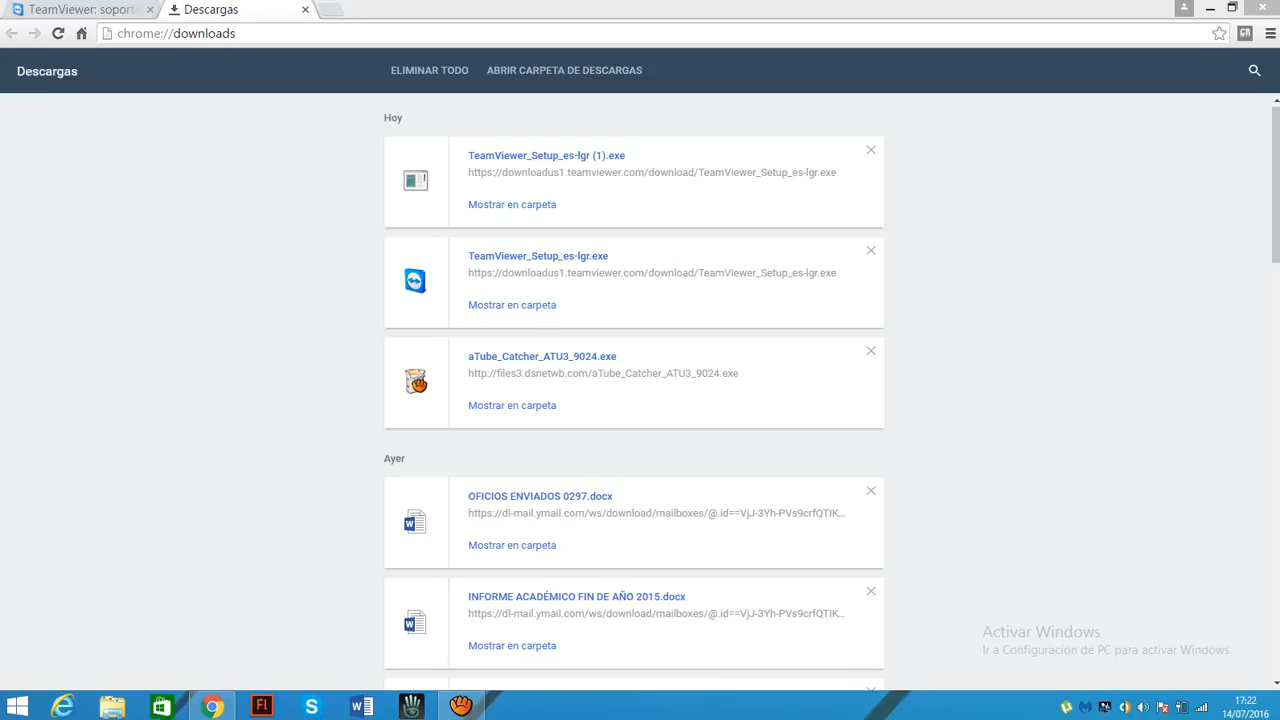 TeamViewer: soport
Descargas
chrome://downloads
Descargas
ELIMINAR TODO
ABRIR CARPETA DE DESCARGAS
Hoy
TeamViewer_Setup_es-lgr (1).exe
https://downloadus1.teamviewer.com/download/TeamViewer_Setup_es-lgr.exe
Mostrar en carpeta
TeamViewer_Setup_es-lgr.exe
https://downloadus1.teamviewer.com/download/TeamViewer_Setup_es-lgr.exe
Mostrar en carpeta
aTube_Catcher_ATU3_9024.exe
http://files3.dsnetwb.com/aTube_Catcher_ATU3_9024.exe
Mostrar en carpeta
Ayer
OFICIOS ENVIADOS 0297.docx
https://dl-mail.ymail.com/ws/download/mailboxes/@.id==VjJ-3Yh-PVs9crfQTIK...
Mostrar en carpeta
INFORME ACADÉMICO FIN DE AÑO 2015.docx
https://dl-mail.ymail.com/ws/download/mailboxes/@.id==VjJ-3Yh-PVs9crfQTIK...
Mostrar en carpeta
Activar Windows
Ir a Configuración de PC para activar Windows.
17:22
14/07/2016